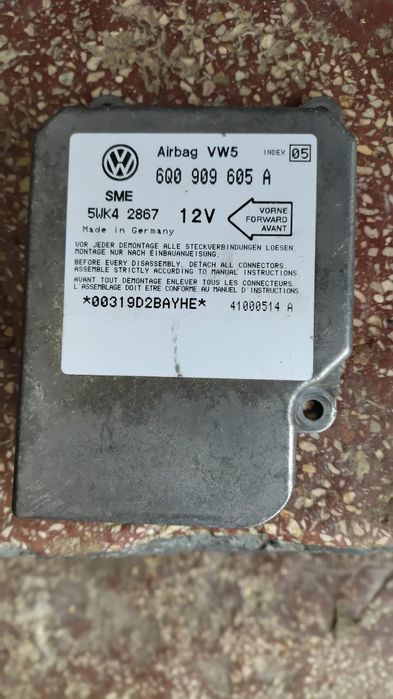 Airbag VW5 INDEX 05
6Q0 909 605 A
SME
5WK4 2867 12V
VORNE
FORWARD
AVANT
Made in Germany
VOR JEDER DEMONTAGE ALLE STECKVERBINDUNGEN LOESEN
MONTAGE NUR NACH EINBAUANWEISUNG.
BEFORE EVERY DISASSEMBLY, DETACH ALL CONNECTORS
ASSEMBLE STRICTLY ACCORDING TO MANUAL INSTRUCTIONS
AVANT TOUT DEMONTAGE ENLEVER TOUS LES CONNECTEURS.
L'ASSEMBLAGE DOIT ETRE CONFORME AU MANUEL D'INSTRUCTIONS
*00319D2BAYHE* 41000514 A